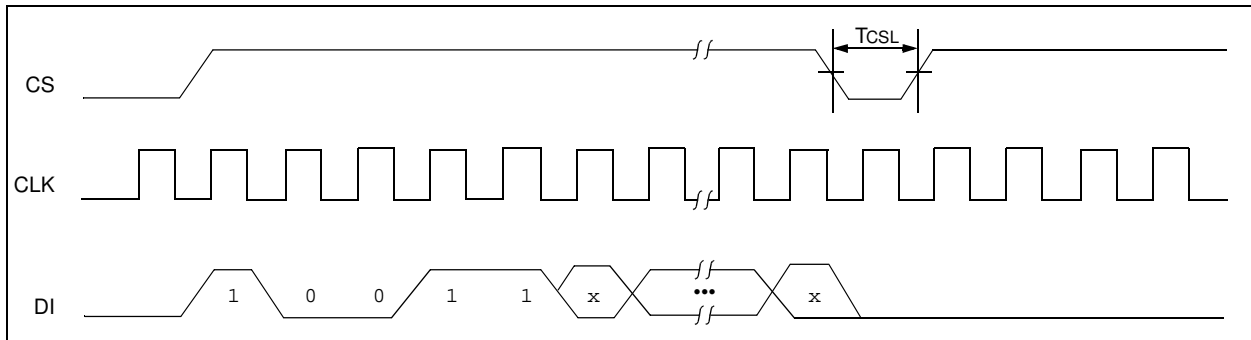 TCSL
CS
CLK
DI
1 0 0 1 1 x ••• x